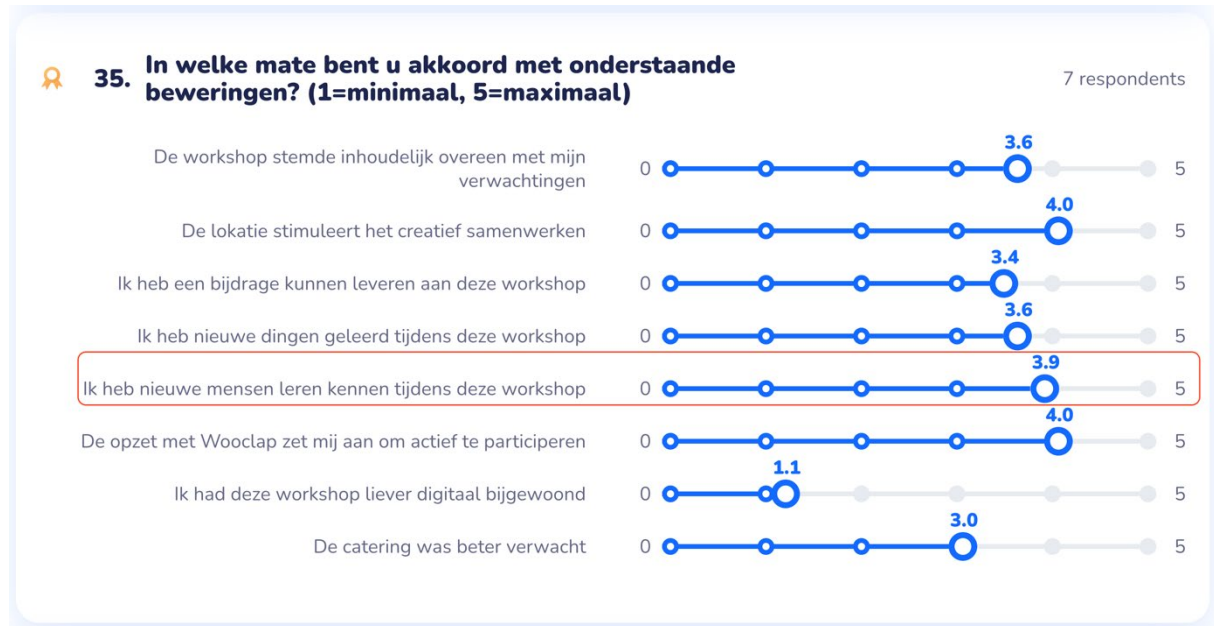 35. In welke mate bent u akkoord met onderstaande
beweringen? (1=minimaal, 5=maximaal)
7 respondents
De workshop stemde inhoudelijk overeen met mijn
verwachtingen
0 3.6 5
De lokatie stimuleert het creatief samenwerken 0 4.0 5
Ik heb een bijdrage kunnen leveren aan deze workshop 0 3.4 5
Ik heb nieuwe dingen geleerd tijdens deze workshop 0 3.6 5
Ik heb nieuwe mensen leren kennen tijdens deze workshop 0 3.9 5
De opzet met Wooclap zet mij aan om actief te participeren 0 4.0 5
Ik had deze workshop liever digitaal bijgewoond 0 1.1 5
De catering was beter verwacht 0 3.0 5